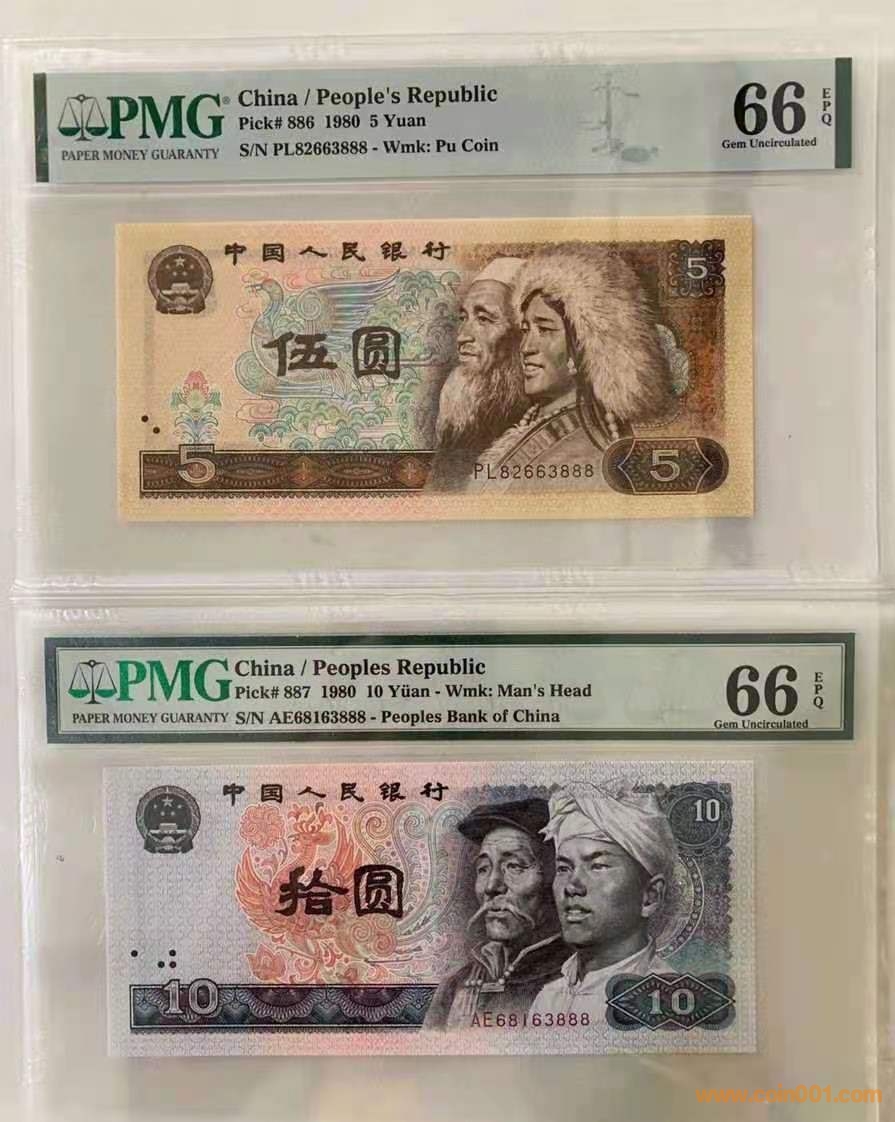 PMG®
PAPER MONEY GUARANTY
China / People's Republic
Pick# 886 1980 5 Yuan
S/N PL82663888 - Wmk: Pu Coin
66
EPQ
Gem Uncirculated
中国人民银行
5
伍圆
5
PL82663888
5
PMG
PAPER MONEY GUARANTY
China / Peoples Republic
Pick# 887 1980 10 Yüan - Wmk: Man's Head
S/N AE68163888 - Peoples Bank of China
66
EPQ
Gem Uncirculated
中国人民银行
10
拾圆
10
AE68163888
10
www.coin001.com